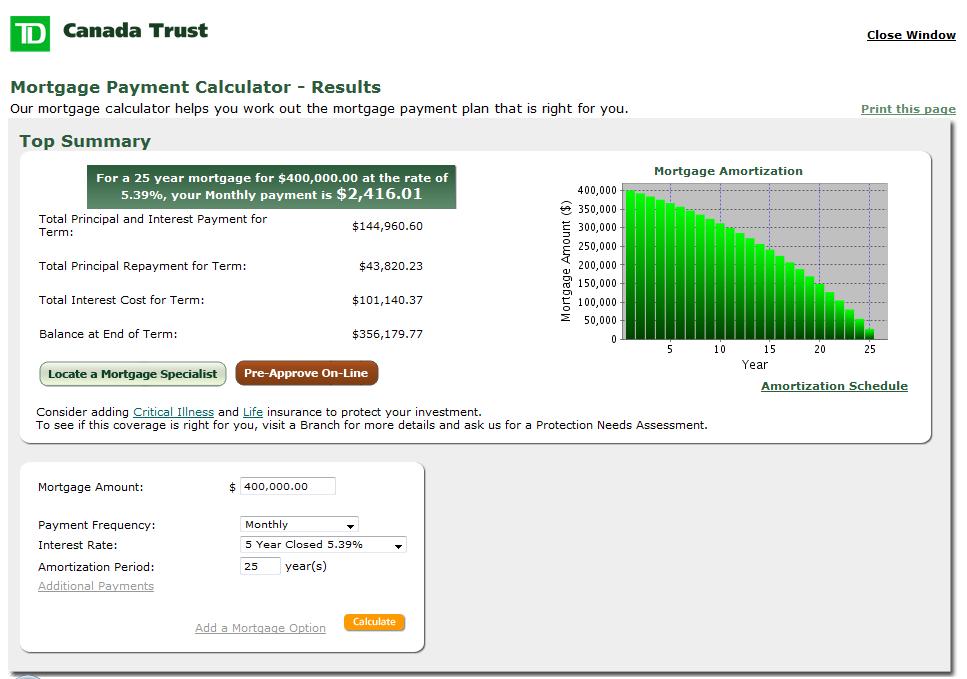 TD Canada Trust
Close Window
Mortgage Payment Calculator - Results
Our mortgage calculator helps you work out the mortgage payment plan that is right for you.
Print this page
Top Summary
For a 25 year mortgage for $400,000.00 at the rate of
5.39%, your Monthly payment is $2,416.01
Total Principal and Interest Payment for
Term:
$144,960.60
Total Principal Repayment for Term:
$43,820.23
Total Interest Cost for Term:
$101,140.37
Balance at End of Term:
$356,179.77
Mortgage Amortization
Mortgage Amount ($)
400,000
350,000
300,000
250,000
200,000
150,000
100,000
50,000
0
5 10 15 20 25
Year
Locate a Mortgage Specialist
Pre-Approve On-Line
Amortization Schedule
Consider adding Critical Illness and Life insurance to protect your investment.
To see if this coverage is right for you, visit a Branch for more details and ask us for a Protection Needs Assessment.
Mortgage Amount: $ 400,000.00
Payment Frequency: Monthly
Interest Rate: 5 Year Closed 5.39%
Amortization Period: 25 year(s)
Additional Payments
Add a Mortgage Option
Calculate